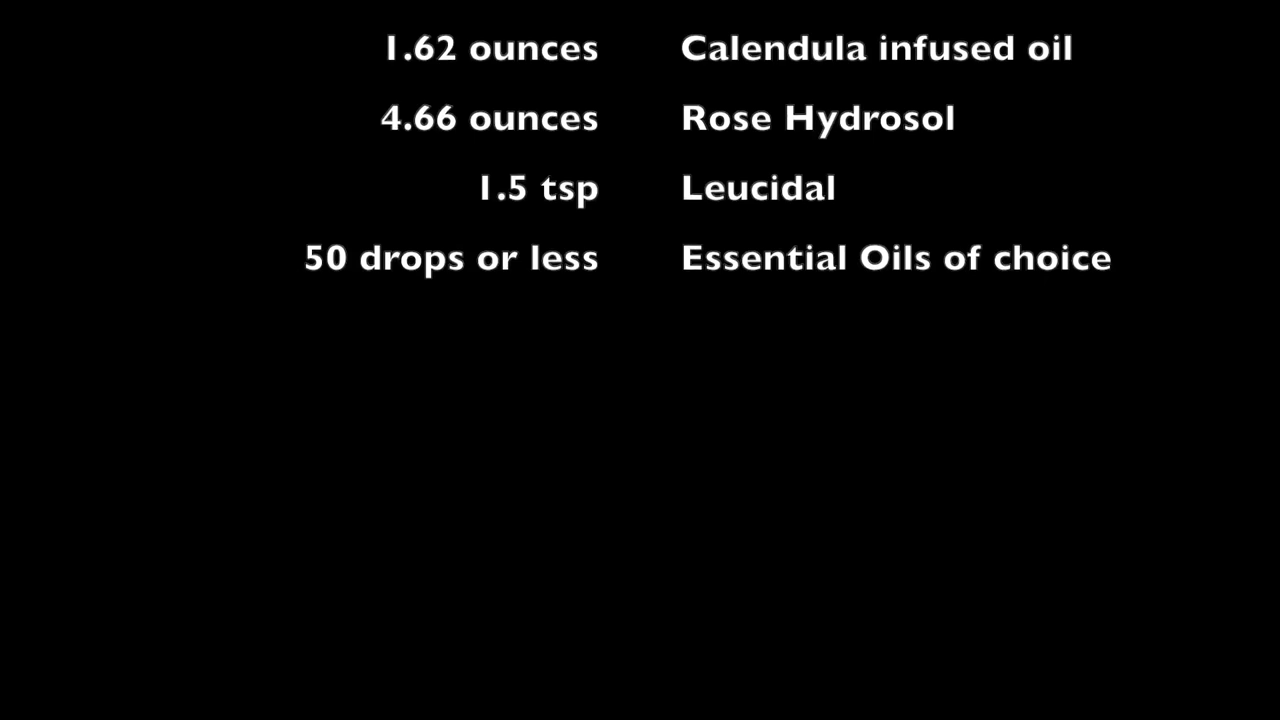 1.62 ounces Calendula infused oil
4.66 ounces Rose Hydrosol
1.5 tsp Leucidal
50 drops or less Essential Oils of choice